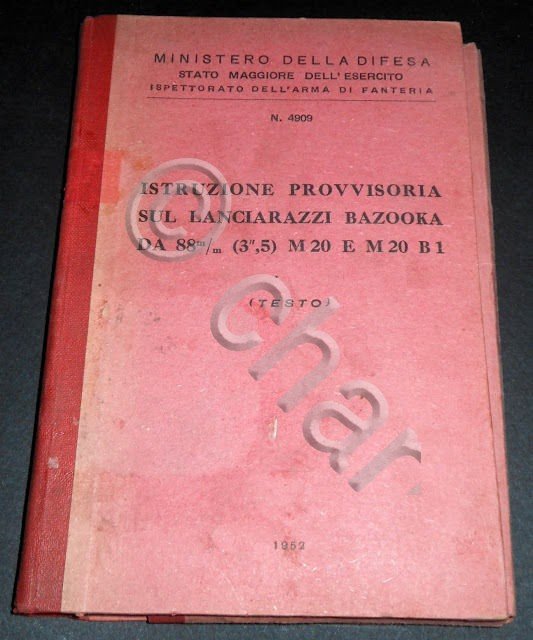 MINISTERO DELLA DIFESA
STATO MAGGIORE DELL'ESERCITO
ISPETTORATO DELL'ARMA DI FANTERIA
N. 4909
ISTRUZIONE PROVVISORIA
SUL LANCIARAZZI BAZOOKA
DA 88 m/m (3",5) M 20 E M 20 B 1
(TESTO)
© char.
1952